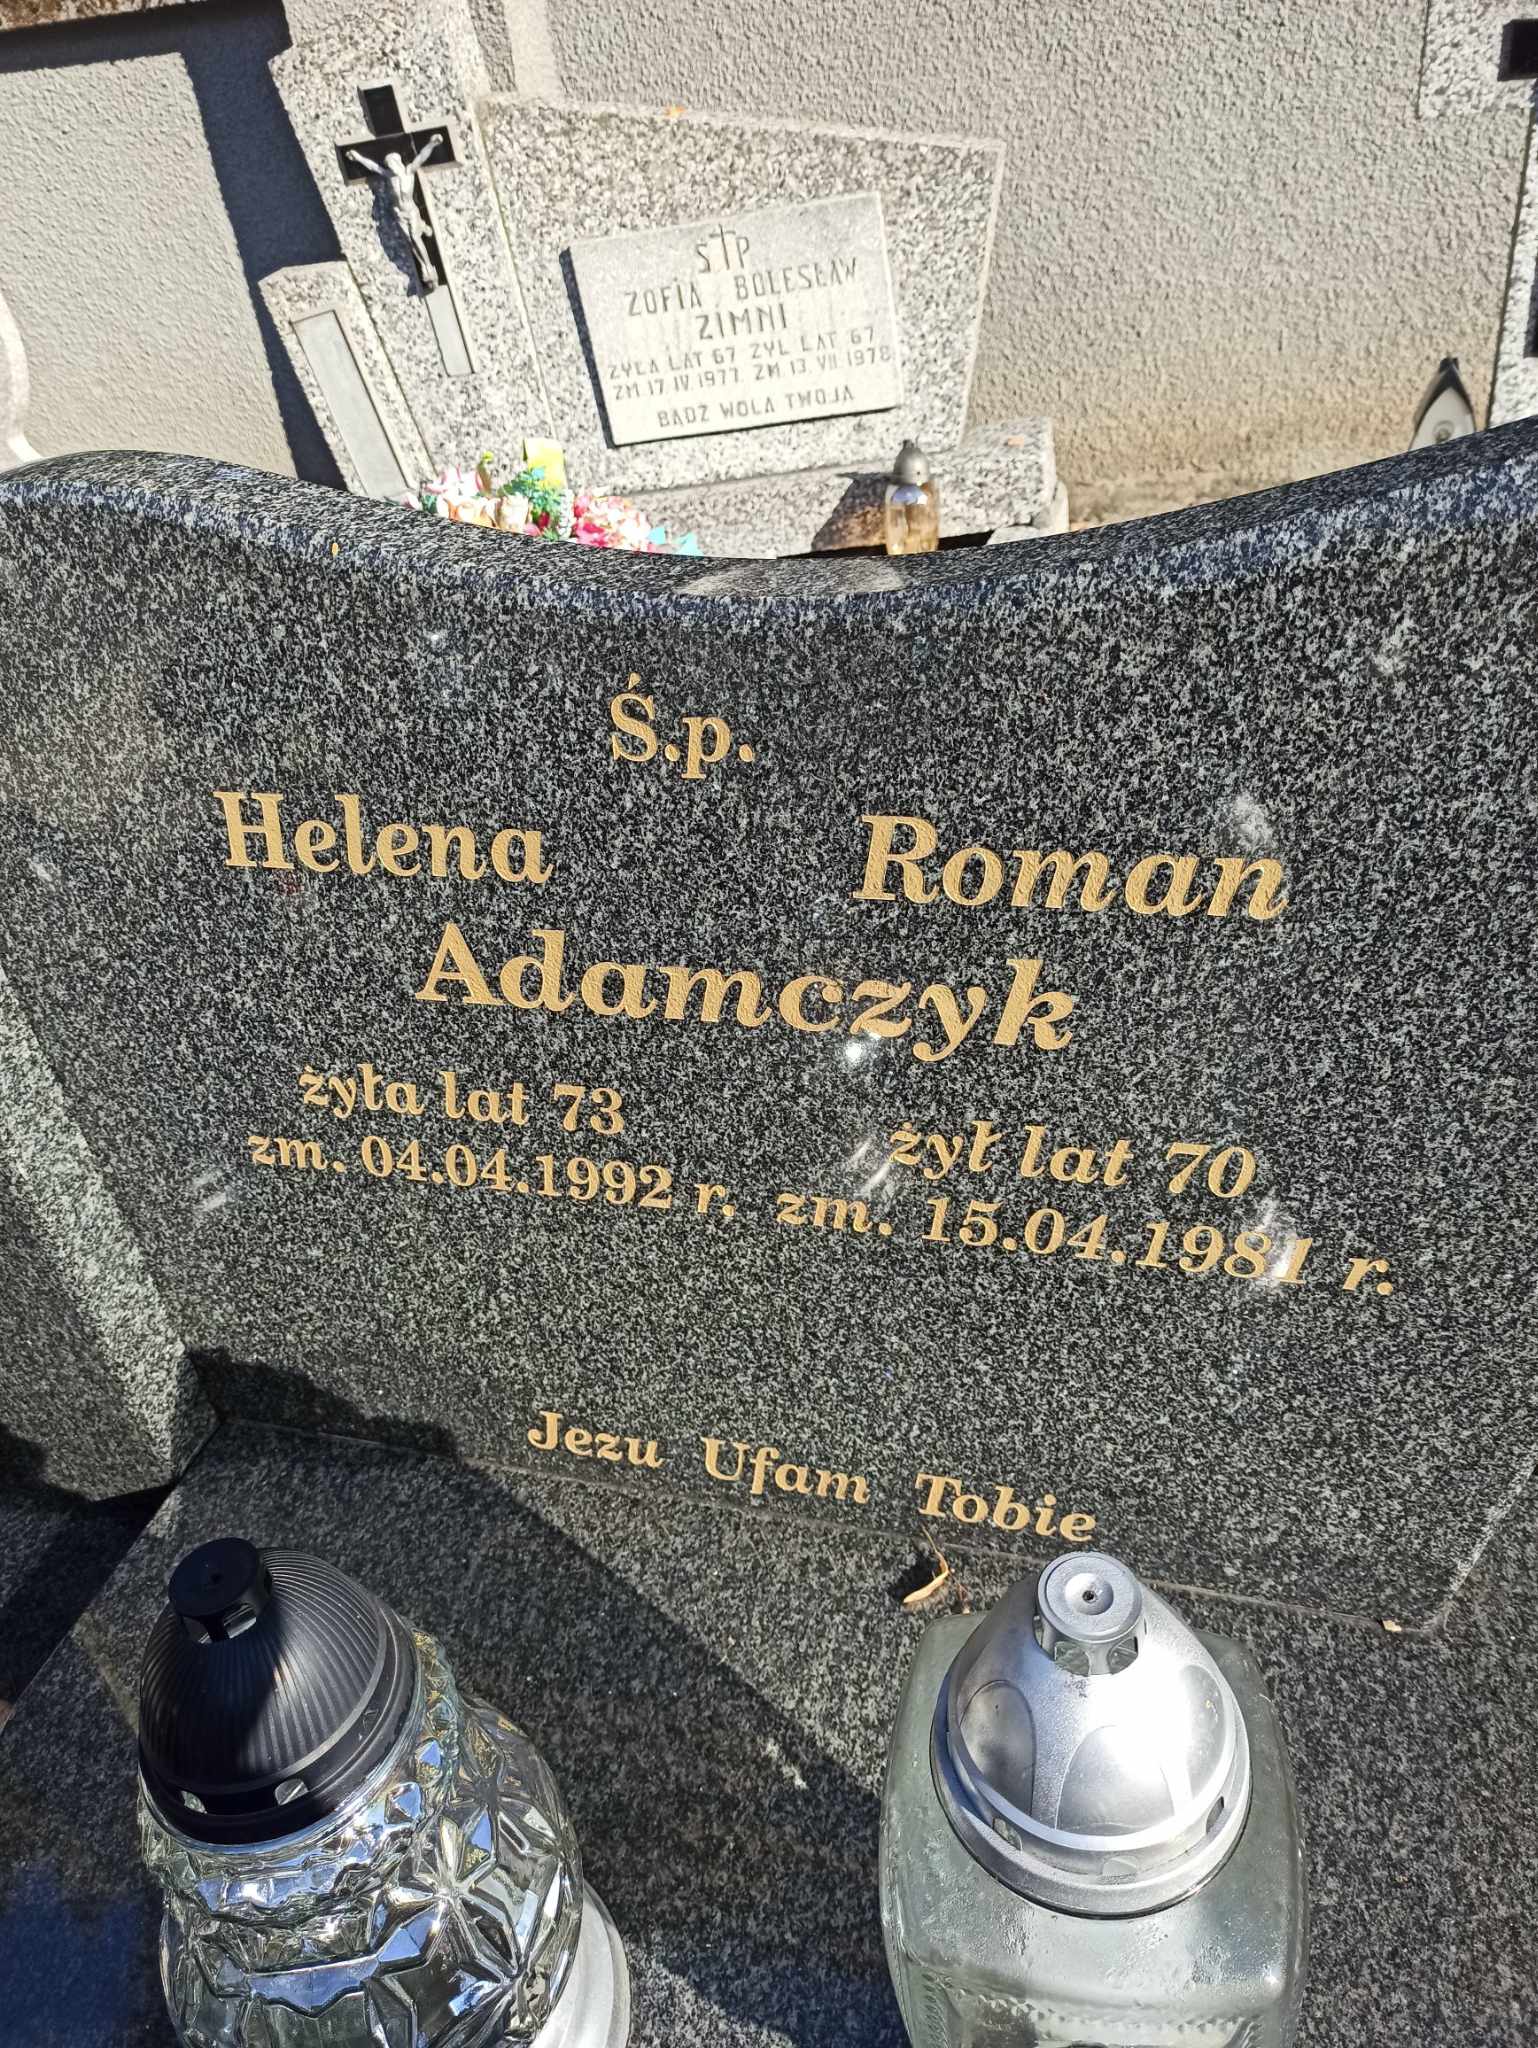 Ś P
ZOFIA BOLESŁAW
ZIMNI
ŻYŁA LAT 67 ŻYŁ LAT 67
ZM. 17 IV. 1977. ZM. 13. VII. 1978
BĄDŹ WOLA TWOJA
Ś.p.
Helena Roman
Adamczyk
żyła lat 73 żył lat 70
zm. 04.04.1992 r. zm. 15.04.1981 r.
Jezu Ufam Tobie